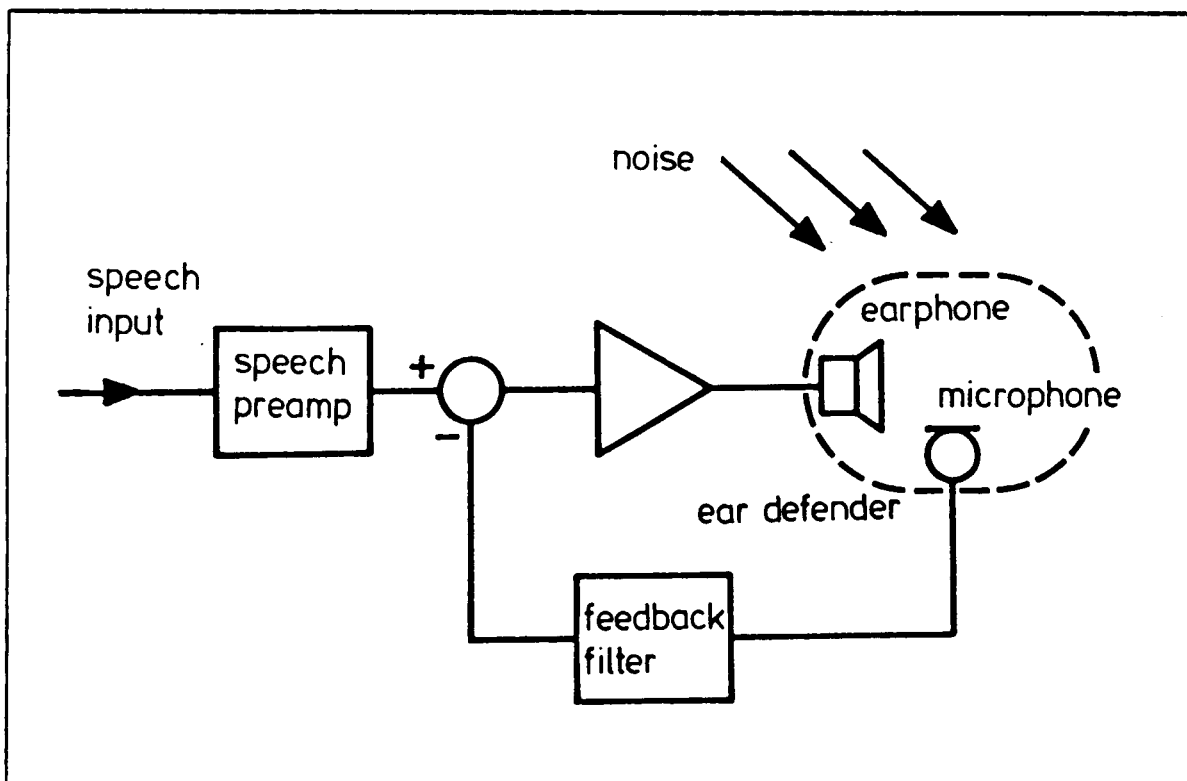 noise
speech
input
speech
preamp
+
-
earphone
microphone
ear defender
feedback
filter